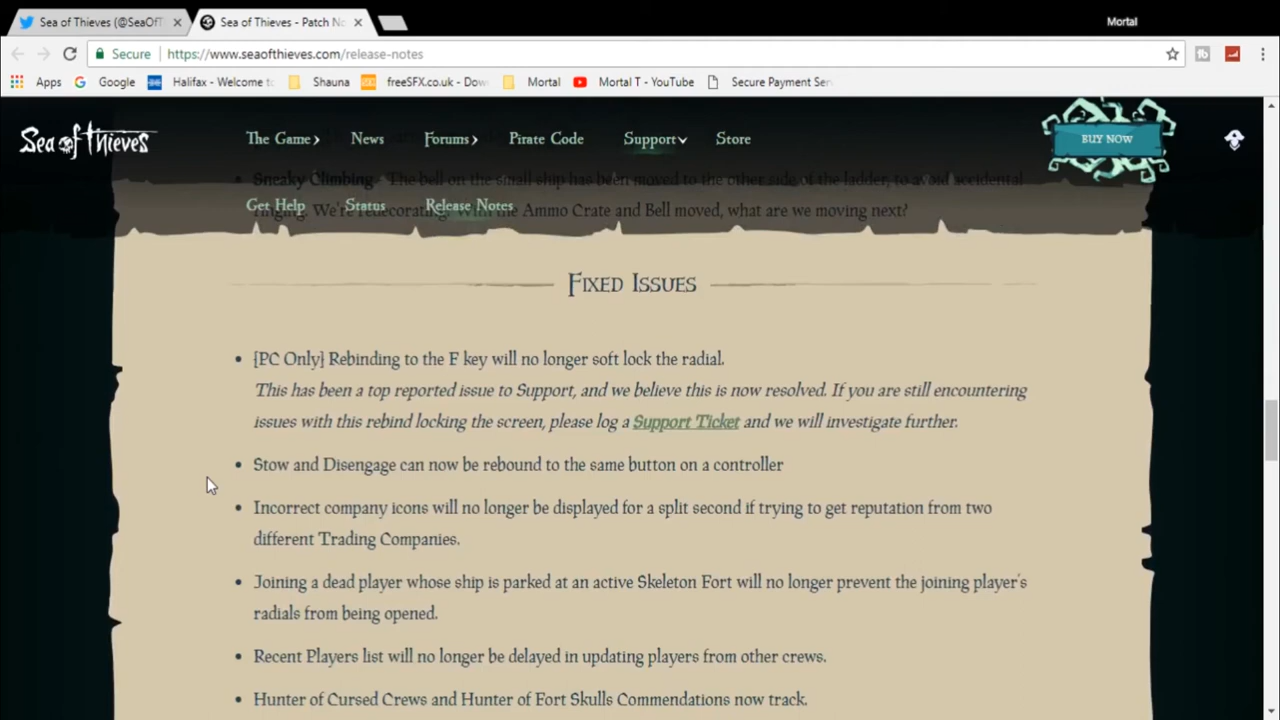 Sea of Thieves (@SeaOfT
Sea of Thieves - Patch No
Mortal
Secure
https://www.seaofthieves.com/release-notes
Apps
Google
Halifax - Welcome to
Shauna
freeSFX.co.uk - Dow
Mortal
Mortal T - YouTube
Secure Payment Serv
Sea of Thieves
The Game
News
Forums
Pirate Code
Support
Store
BUY NOW
Sneaky Climbing - The bell on the small ship has been moved to the other side of the ladder, to avoid accidental
ringing. We're redecorating! With the Ammo Crate and Bell moved, what are we moving next?
Get Help
Status
Release Notes
Fixed Issues
[PC Only] Rebinding to the F key will no longer soft lock the radial.
This has been a top reported issue to Support, and we believe this is now resolved. If you are still encountering
issues with this rebind locking the screen, please log a Support Ticket and we will investigate further.
Stow and Disengage can now be rebound to the same button on a controller
Incorrect company icons will no longer be displayed for a split second if trying to get reputation from two
different Trading Companies.
Joining a dead player whose ship is parked at an active Skeleton Fort will no longer prevent the joining player's
radials from being opened.
Recent Players list will no longer be delayed in updating players from other crews.
Hunter of Cursed Crews and Hunter of Fort Skulls Commendations now track.